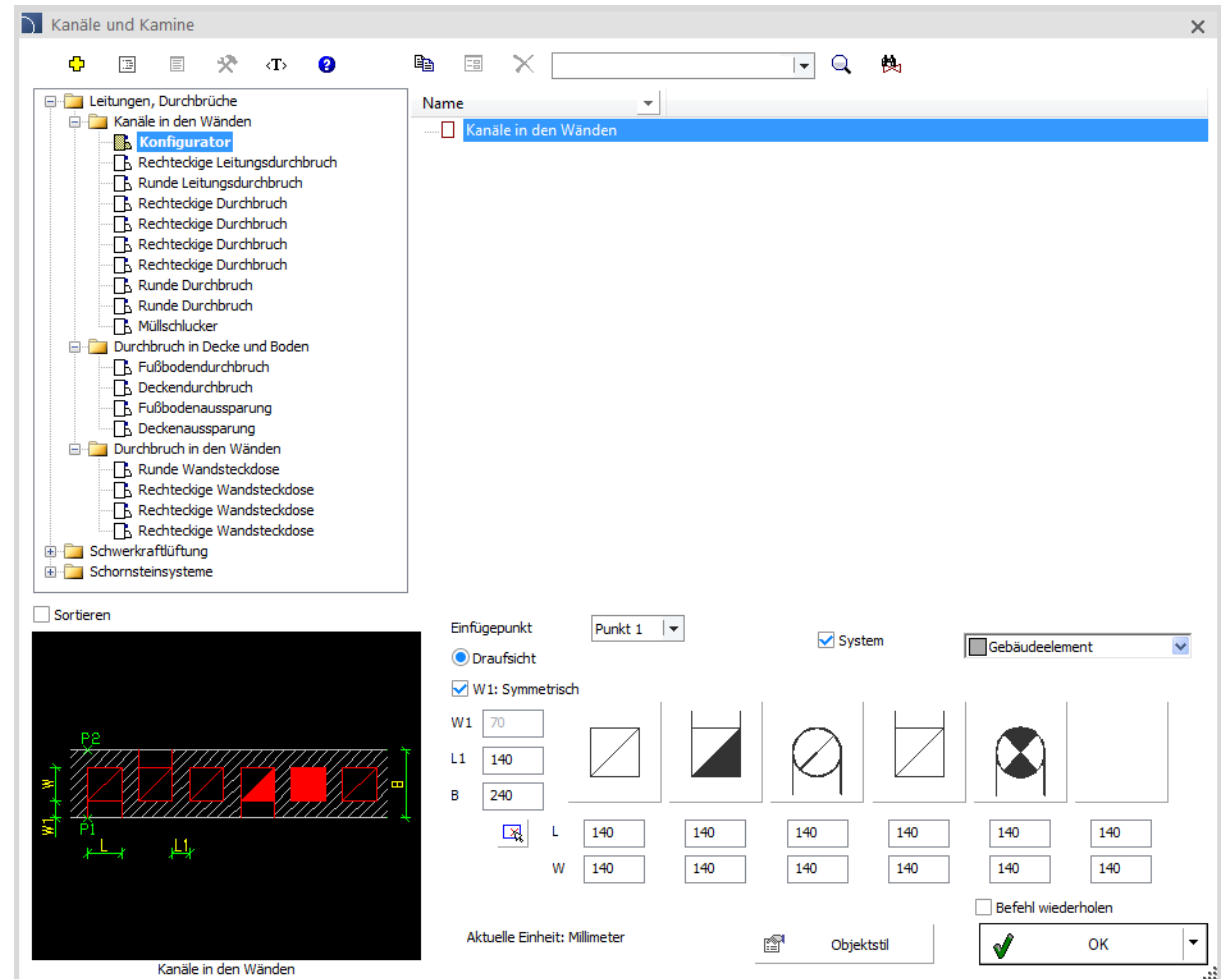 Kanäle und Kamine
‹T›
Leitungen, Durchbrüche
Kanäle in den Wänden
Konfigurator
Rechteckige Leitungsdurchbruch
Runde Leitungsdurchbruch
Rechteckige Durchbruch
Rechteckige Durchbruch
Rechteckige Durchbruch
Rechteckige Durchbruch
Runde Durchbruch
Runde Durchbruch
Müllschlucker
Durchbruch in Decke und Boden
Fußbodendurchbruch
Deckendurchbruch
Fußbodenaussparung
Deckenaussparung
Durchbruch in den Wänden
Runde Wandsteckdose
Rechteckige Wandsteckdose
Rechteckige Wandsteckdose
Rechteckige Wandsteckdose
Schwerkraftlüftung
Schornsteinsysteme
Name
Kanäle in den Wänden
Sortieren
P2
W
B
W1
P1
L
L1
Kanäle in den Wänden
Einfügepunkt
Punkt 1
System
Gebäudeelement
Draufsicht
W1: Symmetrisch
W1 70
L1 140
B 240
L 140 140 140 140 140 140
W 140 140 140 140 140 140
Befehl wiederholen
Aktuelle Einheit: Millimeter
Objektstil
OK